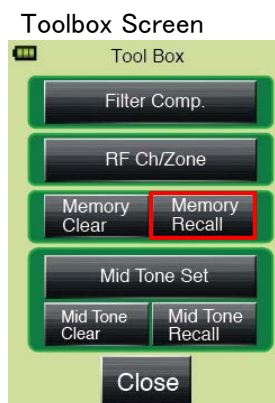 Toolbox Screen
Tool Box
Filter Comp.
RF Ch/Zone
Memory Clear
Memory Recall
Mid Tone Set
Mid Tone Clear
Mid Tone Recall
Close